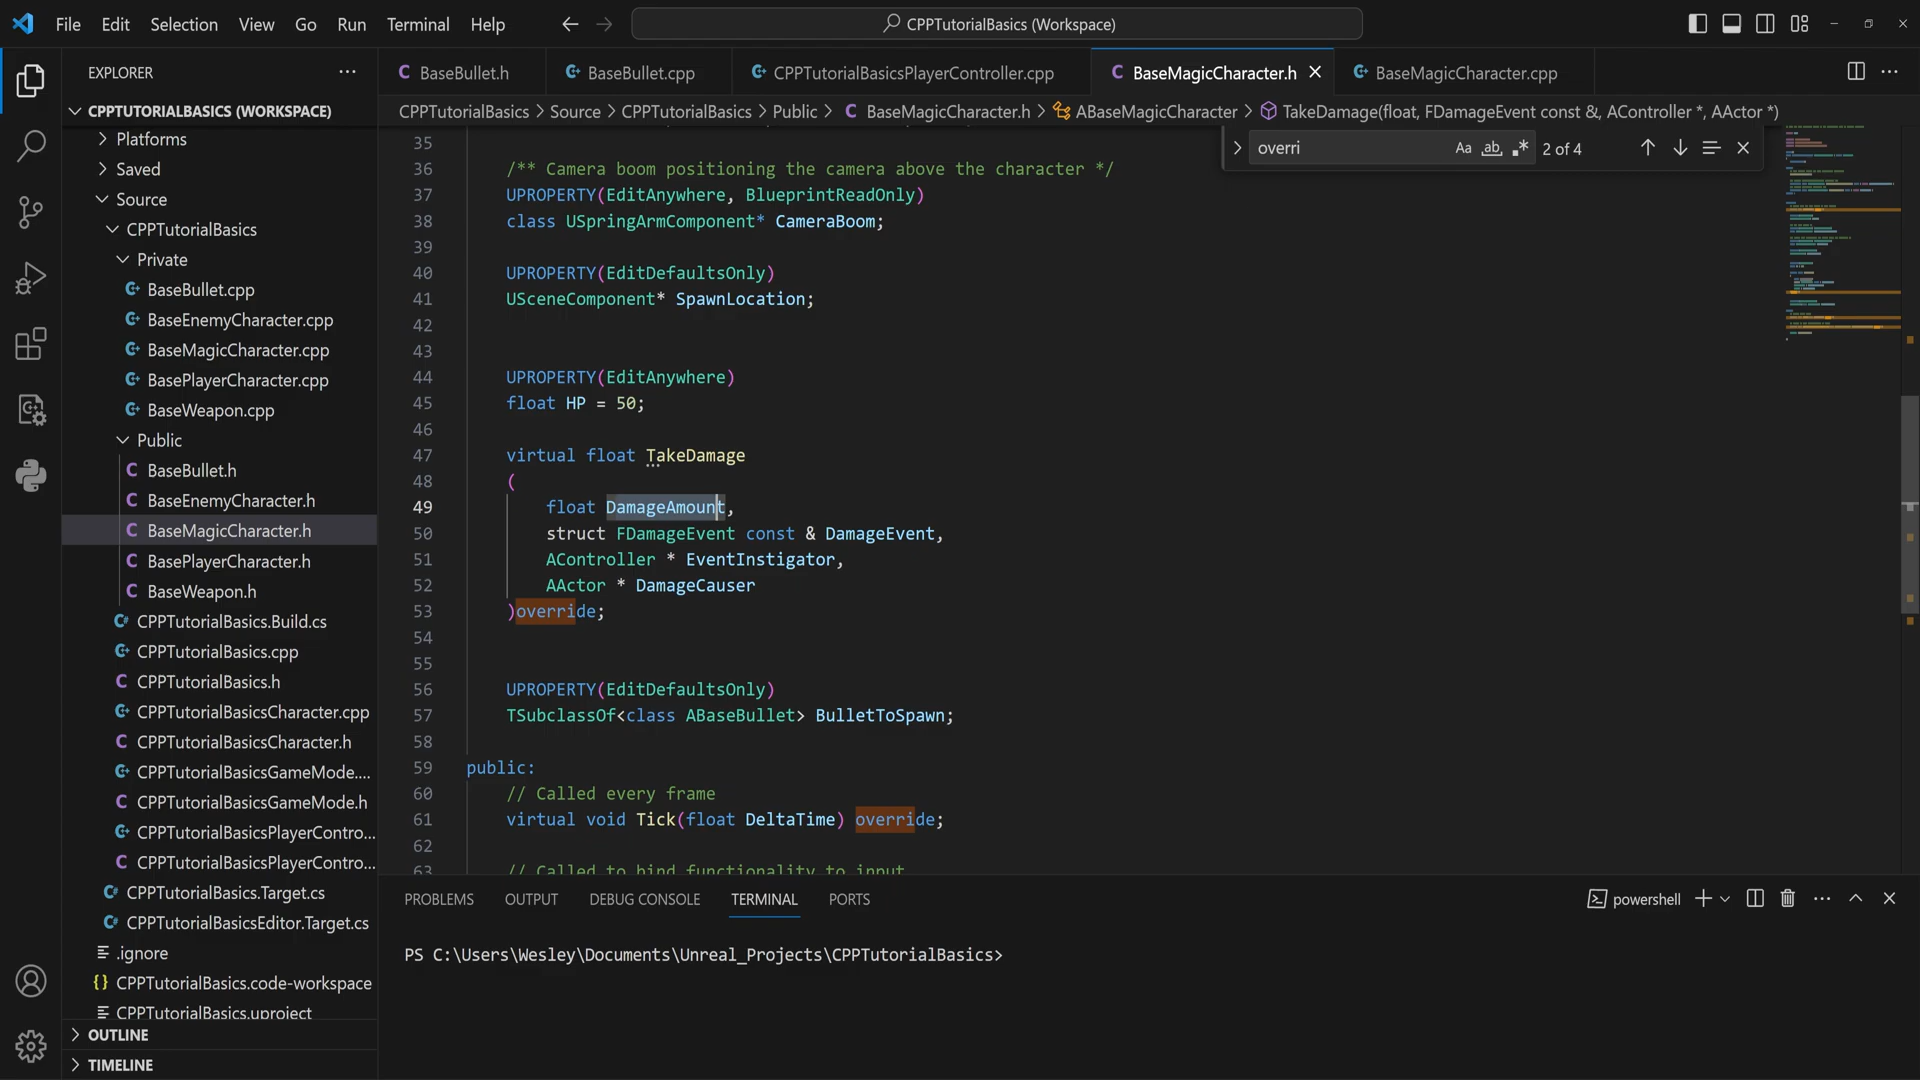 File Edit Selection View Go Run Terminal Help
CPPTutorialBasics (Workspace)
EXPLORER
CPPTUTORIALBASICS (WORKSPACE)
Platforms
Saved
Source
CPPTutorialBasics
Private
BaseBullet.cpp
BaseEnemyCharacter.cpp
BaseMagicCharacter.cpp
BasePlayerCharacter.cpp
BaseWeapon.cpp
Public
BaseBullet.h
BaseEnemyCharacter.h
BaseMagicCharacter.h
BasePlayerCharacter.h
BaseWeapon.h
CPPTutorialBasics.Build.cs
CPPTutorialBasics.cpp
CPPTutorialBasics.h
CPPTutorialBasicsCharacter.cpp
CPPTutorialBasicsCharacter.h
CPPTutorialBasicsGameMode....
CPPTutorialBasicsGameMode.h
CPPTutorialBasicsPlayerContro...
CPPTutorialBasicsPlayerContro...
CPPTutorialBasics.Target.cs
CPPTutorialBasicsEditor.Target.cs
.ignore
CPPTutorialBasics.code-workspace
CPPTutorialBasics.uproject
OUTLINE
TIMELINE
BaseBullet.h BaseBullet.cpp CPPTutorialBasicsPlayerController.cpp BaseMagicCharacter.h BaseMagicCharacter.cpp
CPPTutorialBasics > Source > CPPTutorialBasics > Public > BaseMagicCharacter.h > ABaseMagicCharacter > TakeDamage(float, FDamageEvent const &, AController *, AActor *)
overri Aa ab 2 of 4
35
36 /** Camera boom positioning the camera above the character */
37 UPROPERTY(EditAnywhere, BlueprintReadOnly)
38 class USpringArmComponent* CameraBoom;
39
40 UPROPERTY(EditDefaultsOnly)
41 USceneComponent* SpawnLocation;
42
43
44 UPROPERTY(EditAnywhere)
45 float HP = 50;
46
47 virtual float TakeDamage
48 (
49 float DamageAmount,
50 struct FDamageEvent const & DamageEvent,
51 AController * EventInstigator,
52 AActor * DamageCauser
53 )override;
54
55
56 UPROPERTY(EditDefaultsOnly)
57 TSubclassOf<class ABaseBullet> BulletToSpawn;
58
59 public:
60 // Called every frame
61 virtual void Tick(float DeltaTime) override;
62
63 // Called to bind functionality to input
PROBLEMS OUTPUT DEBUG CONSOLE TERMINAL PORTS
powershell
PS C:\Users\Wesley\Documents\Unreal_Projects\CPPTutorialBasics>